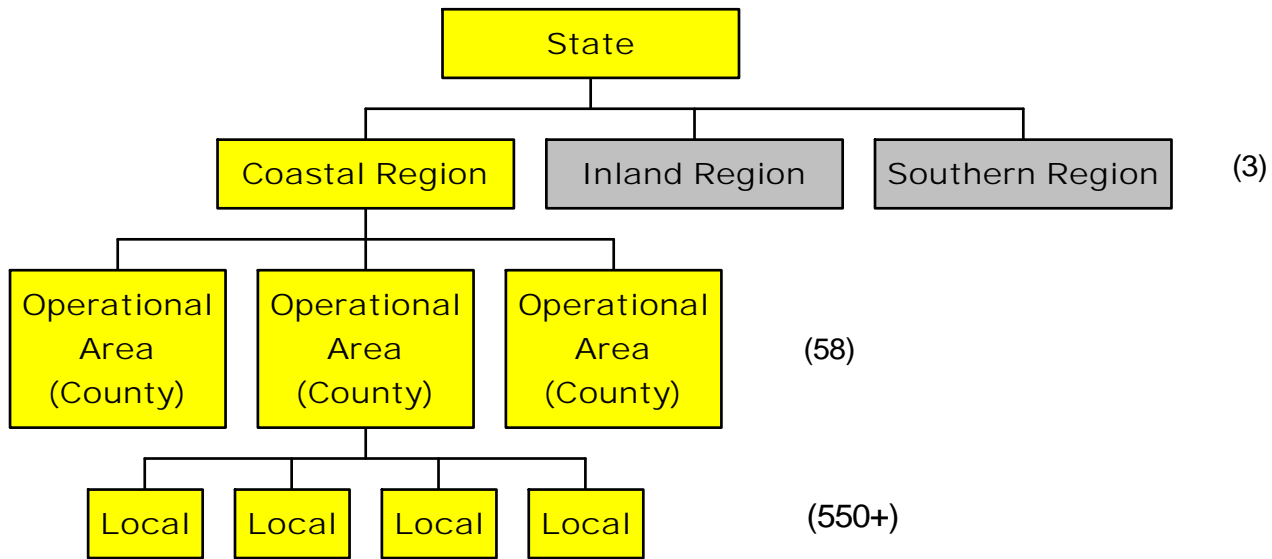 State
Coastal Region
Inland Region
Southern Region
(3)
Operational
Area
(County)
Operational
Area
(County)
Operational
Area
(County)
(58)
Local
Local
Local
Local
(550+)